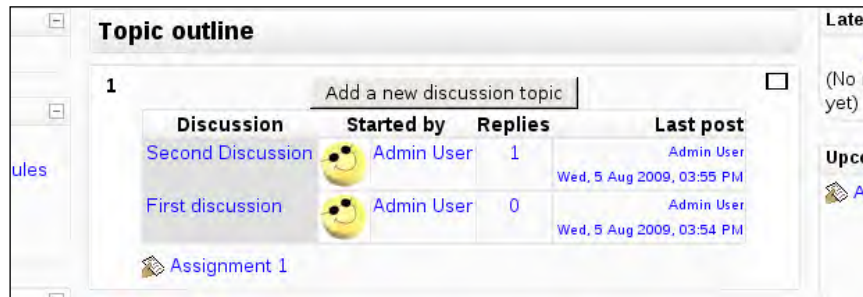 Topic outline
Late
1
Add a new discussion topic
(No
yet)
Discussion Started by Replies Last post
Second Discussion Admin User 1 Admin User
Wed, 5 Aug 2009, 03:55 PM
ules
Upco
First discussion Admin User 0 Admin User
Wed, 5 Aug 2009, 03:54 PM
A
Assignment 1